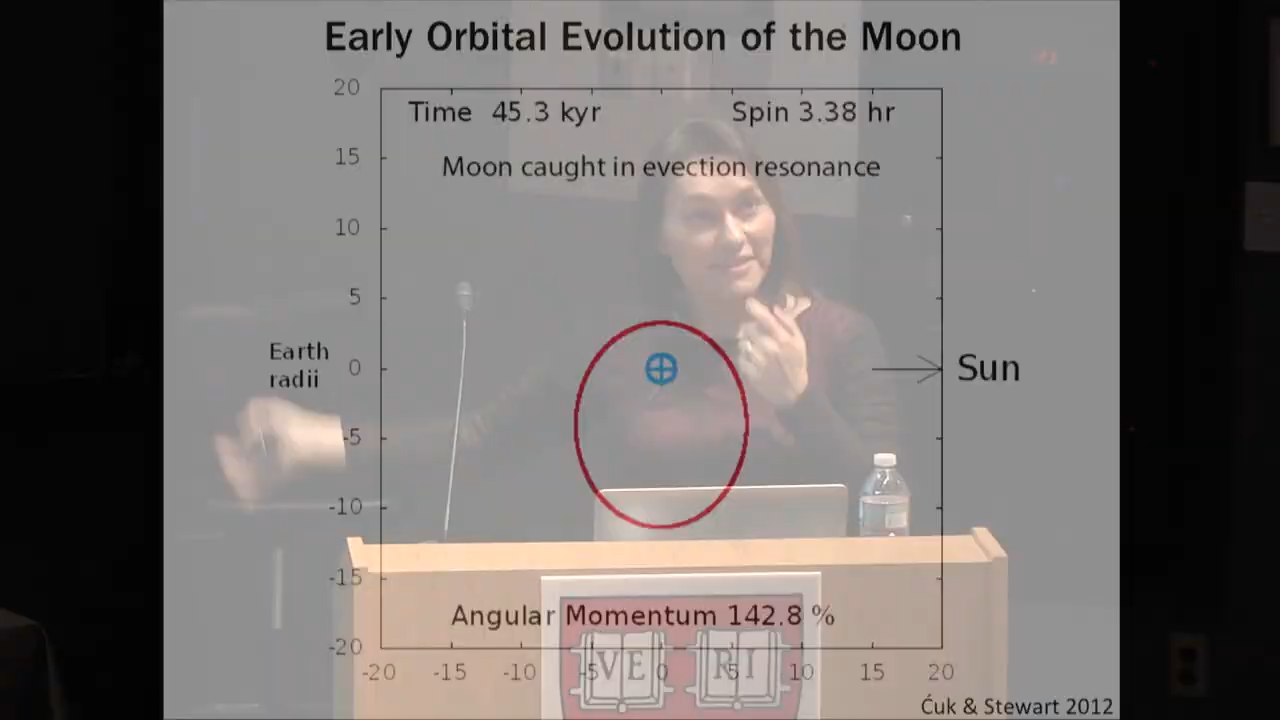 Early Orbital Evolution of the Moon
20
Time 45.3 kyr
Spin 3.38 hr
15
Moon caught in evection resonance
10
5
Earth
radii
0
Sun
-5
-10
-15
Angular Momentum 142.8 %
-20
-20 -15 -10 -5 0 5 10 15 20
VE RI
Ćuk & Stewart 2012